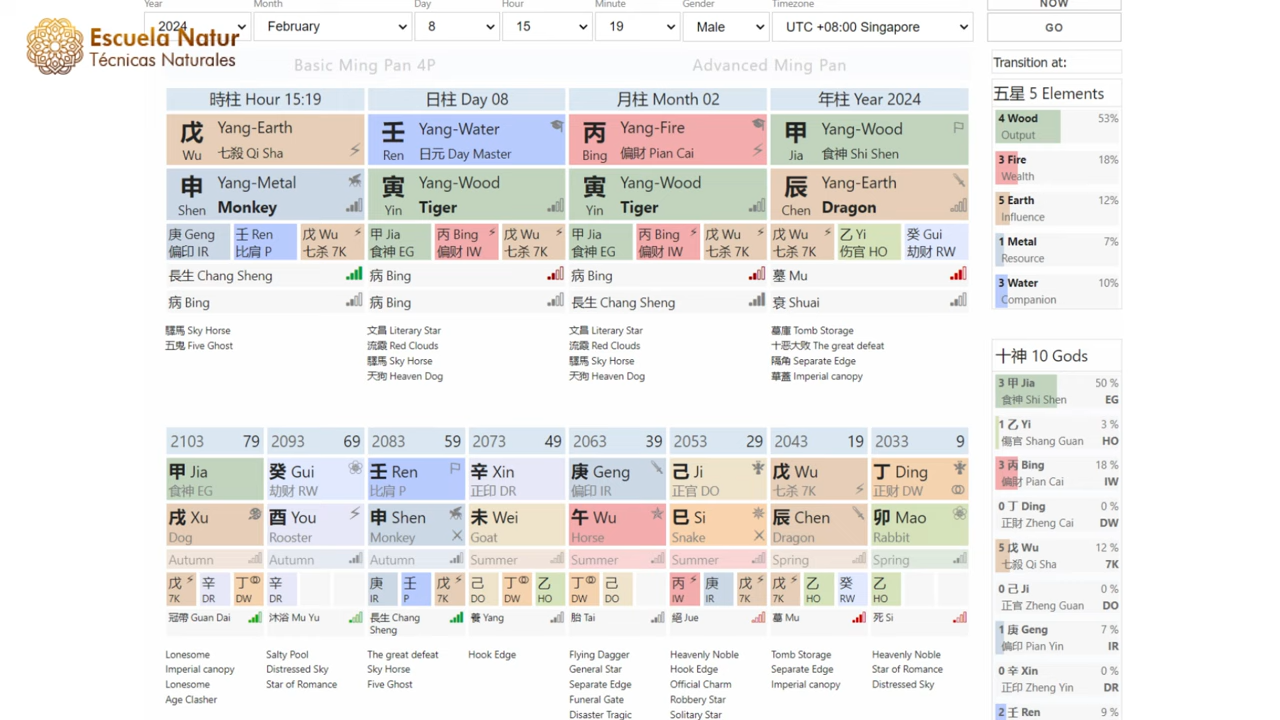 Year Month Day Hour Minute Gender Timezone
2024 February 8 15 19 Male UTC +08:00 Singapore
NOW
GO
Escuela Natur
Técnicas Naturales
Basic Ming Pan 4P Advanced Ming Pan
Transition at:
時柱 Hour 15:19 日柱 Day 08 月柱 Month 02 年柱 Year 2024
戊 Yang-Earth 壬 Yang-Water 丙 Yang-Fire 甲 Yang-Wood
Wu 七殺 Qi Sha Ren 日元 Day Master Bing 偏財 Pian Cai Jia 食神 Shi Shen
申 Yang-Metal 寅 Yang-Wood 寅 Yang-Wood 辰 Yang-Earth
Shen Monkey Yin Tiger Yin Tiger Chen Dragon
庚 Geng 壬 Ren 戊 Wu 甲 Jia 丙 Bing 戊 Wu 甲 Jia 丙 Bing 戊 Wu 戊 Wu 乙 Yi 癸 Gui
偏印 IR 比肩 P 七杀 7K 食神 EG 偏财 IW 七杀 7K 食神 EG 偏财 IW 七杀 7K 七杀 7K 伤官 HO 劫财 RW
長生 Chang Sheng 病 Bing 病 Bing 墓 Mu
病 Bing 病 Bing 長生 Chang Sheng 衰 Shuai
驛馬 Sky Horse 文昌 Literary Star 文昌 Literary Star 墓庫 Tomb Storage
五鬼 Five Ghost 流霞 Red Clouds 流霞 Red Clouds 十恶大败 The great defeat
驛馬 Sky Horse 驛馬 Sky Horse 隔角 Separate Edge
天狗 Heaven Dog 天狗 Heaven Dog 華蓋 Imperial canopy
2103 79 2093 69 2083 59 2073 49 2063 39 2053 29 2043 19 2033 9
甲 Jia 癸 Gui 壬 Ren 辛 Xin 庚 Geng 己 Ji 戊 Wu 丁 Ding
食神 EG 劫财 RW 比肩 P 正印 DR 偏印 IR 正官 DO 七杀 7K 正财 DW
戌 Xu 酉 You 申 Shen 未 Wei 午 Wu 巳 Si 辰 Chen 卯 Mao
Dog Rooster Monkey Goat Horse Snake Dragon Rabbit
Autumn Autumn Autumn Summer Summer Summer Spring Spring
戊 辛 丁 辛 庚 壬 戊 己 丁 乙 丁 己 丙 庚 戊 戊 乙 癸 乙
7K DR DW DR IR P 7K DO DW HO DW DO IW IR 7K 7K HO RW HO
冠帶 Guan Dai 沐浴 Mu Yu 長生 Chang Sheng 養 Yang 胎 Tai 絕 Jue 墓 Mu 死 Si
Lonesome Salty Pool The great defeat Hook Edge Flying Dagger Heavenly Noble Tomb Storage Heavenly Noble
Imperial canopy Distressed Sky Sky Horse General Star Hook Edge Separate Edge Star of Romance
Lonesome Star of Romance Five Ghost Separate Edge Official Charm Imperial canopy Distressed Sky
Age Clasher Funeral Gate Robbery Star
Disaster Tragic Solitary Star
五星 5 Elements
4 Wood 53%
Output
3 Fire 18%
Wealth
5 Earth 12%
Influence
1 Metal 7%
Resource
3 Water 10%
Companion
十神 10 Gods
3 甲 Jia 50 %
食神 Shi Shen EG
1 乙 Yi 3 %
傷官 Shang Guan HO
3 丙 Bing 18 %
偏財 Pian Cai IW
0 丁 Ding 0 %
正財 Zheng Cai DW
5 戊 Wu 12 %
七殺 Qi Sha 7K
0 己 Ji 0 %
正官 Zheng Guan DO
1 庚 Geng 7 %
偏印 Pian Yin IR
0 辛 Xin 0 %
正印 Zheng Yin DR
2 壬 Ren 9 %